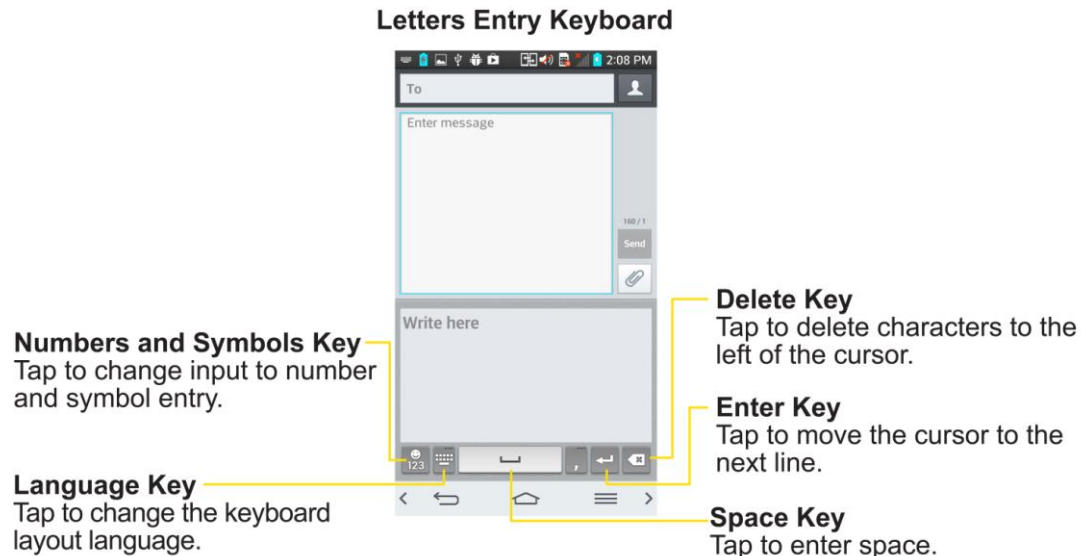 Letters Entry Keyboard
2:08 PM
To
Enter message
160 / 1
Send
Write here
123
,
Numbers and Symbols Key
Tap to change input to number
and symbol entry.
Language Key
Tap to change the keyboard
layout language.
Delete Key
Tap to delete characters to the
left of the cursor.
Enter Key
Tap to move the cursor to the
next line.
Space Key
Tap to enter space.